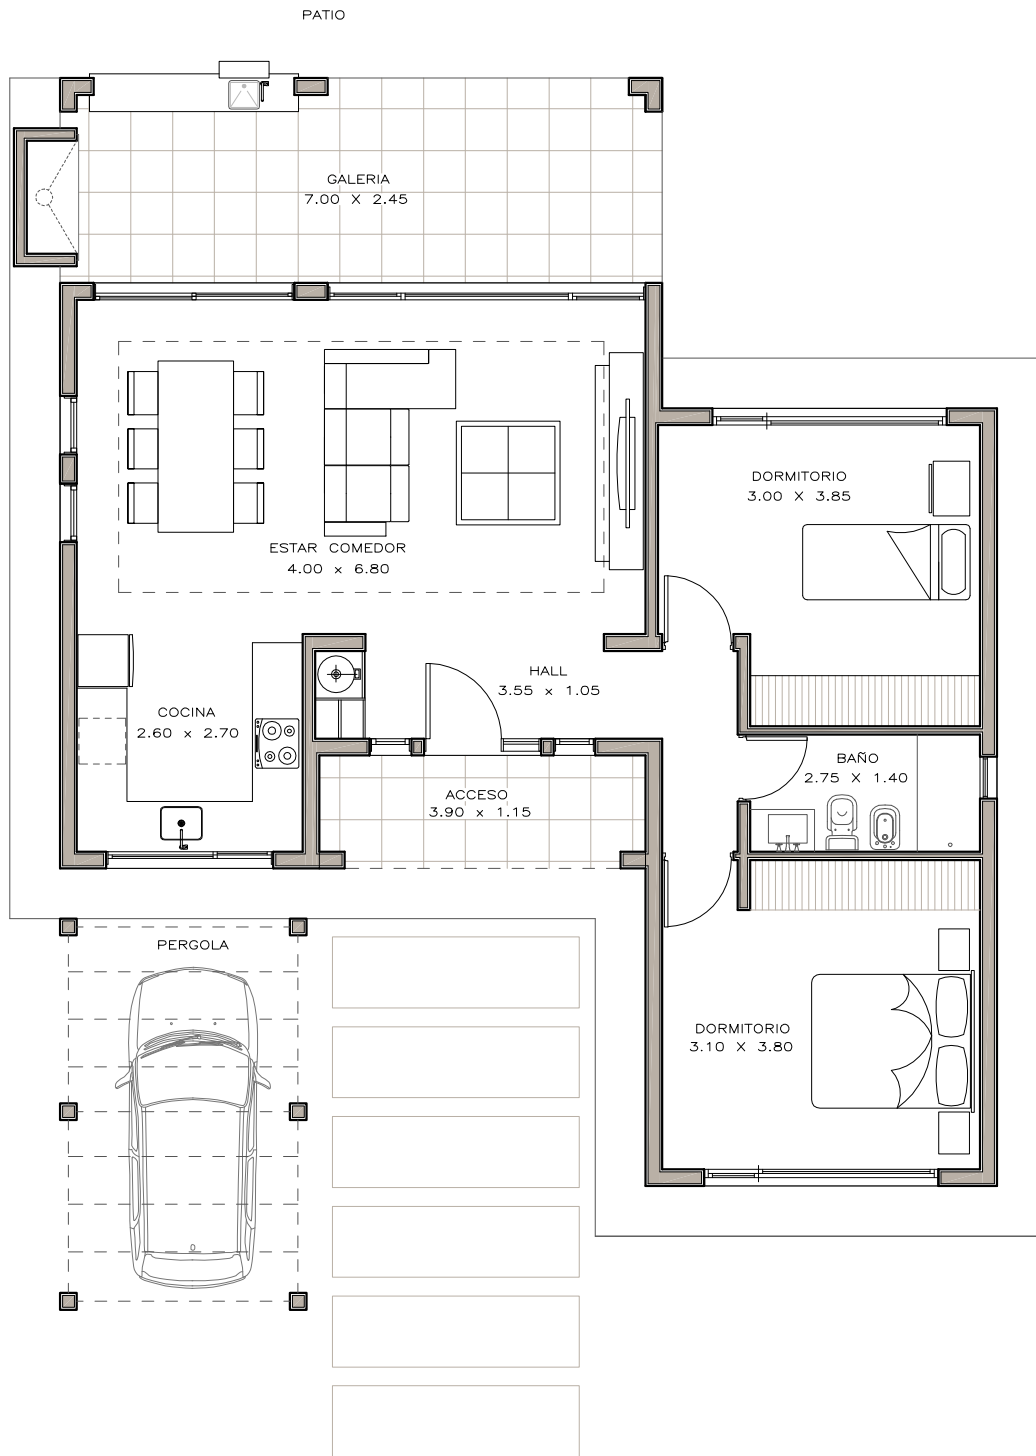 PATIO
GALERIA
7.00 X 2.45
DORMITORIO
3.00 X 3.85
ESTAR COMEDOR
4.00 x 6.80
HALL
3.55 x 1.05
COCINA
2.60 x 2.70
BAÑO
2.75 X 1.40
ACCESO
3.90 x 1.15
PERGOLA
DORMITORIO
3.10 X 3.80